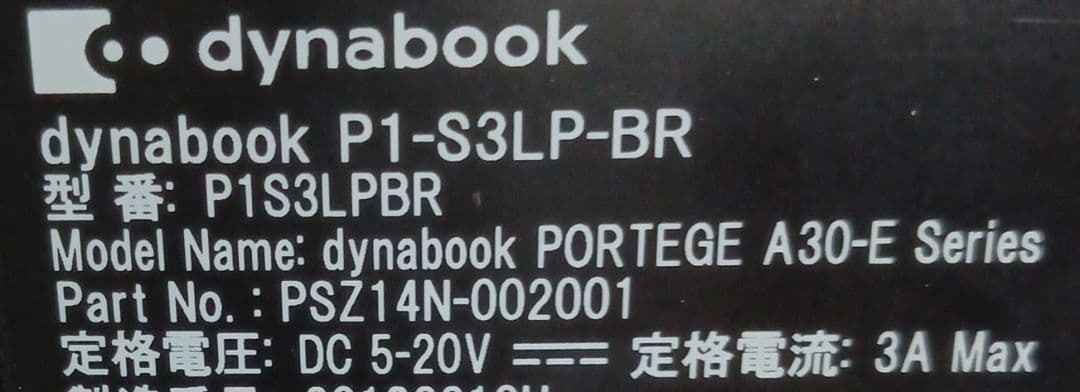 dynabook
dynabook P1-S3LP-BR
型 番: P1S3LPBR
Model Name: dynabook PORTEGE A30-E Series
Part No. : PSZ14N-002001
定格電圧: DC 5-20V ⎓ 定格電流: 3A Max